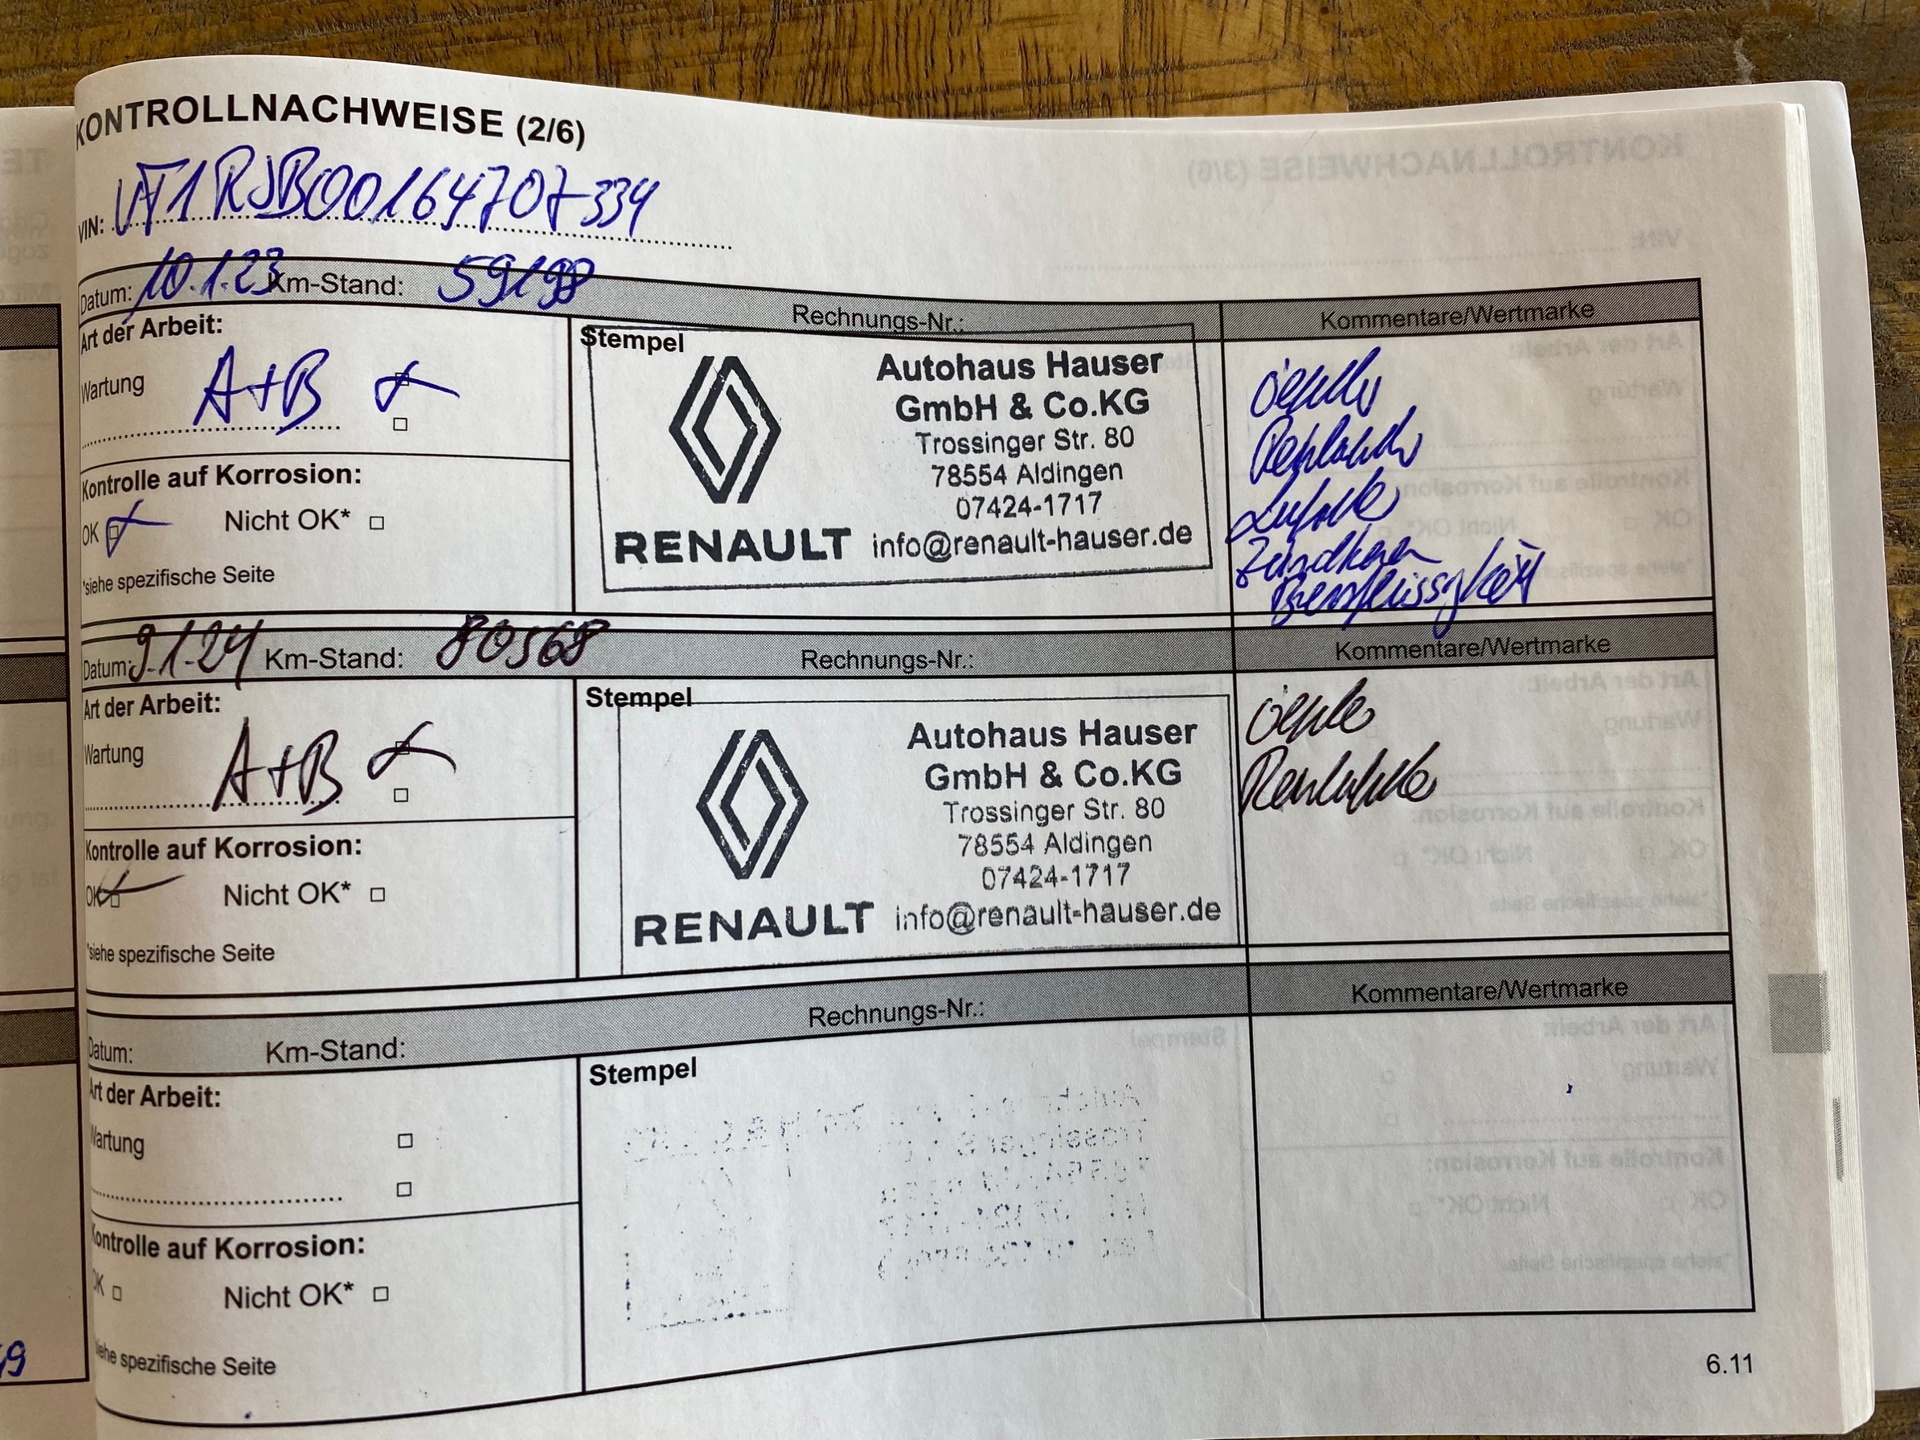 KONTROLLNACHWEISE (2/6)
VIN: VF1RJB00164707334
Datum: 10.1.23 Km-Stand: 59198 Rechnungs-Nr.: Kommentare/Wertmarke
Art der Arbeit:
Wartung A+B
Kontrolle auf Korrosion:
OK Nicht OK*
*siehe spezifische Seite
Stempel
Autohaus Hauser
GmbH & Co.KG
Trossinger Str. 80
78554 Aldingen
07424-1717
RENAULT info@renault-hauser.de
Zündkerzen
Bremsflüssigkeit
Datum: 9.1.24 Km-Stand: 80568 Rechnungs-Nr.: Kommentare/Wertmarke
Art der Arbeit:
Wartung A+B
Kontrolle auf Korrosion:
OK Nicht OK*
*siehe spezifische Seite
Stempel
Autohaus Hauser
GmbH & Co.KG
Trossinger Str. 80
78554 Aldingen
07424-1717
RENAULT info@renault-hauser.de
Datum: Km-Stand: Rechnungs-Nr.: Kommentare/Wertmarke
Art der Arbeit:
Wartung
Kontrolle auf Korrosion:
OK Nicht OK*
siehe spezifische Seite
Stempel
6.11